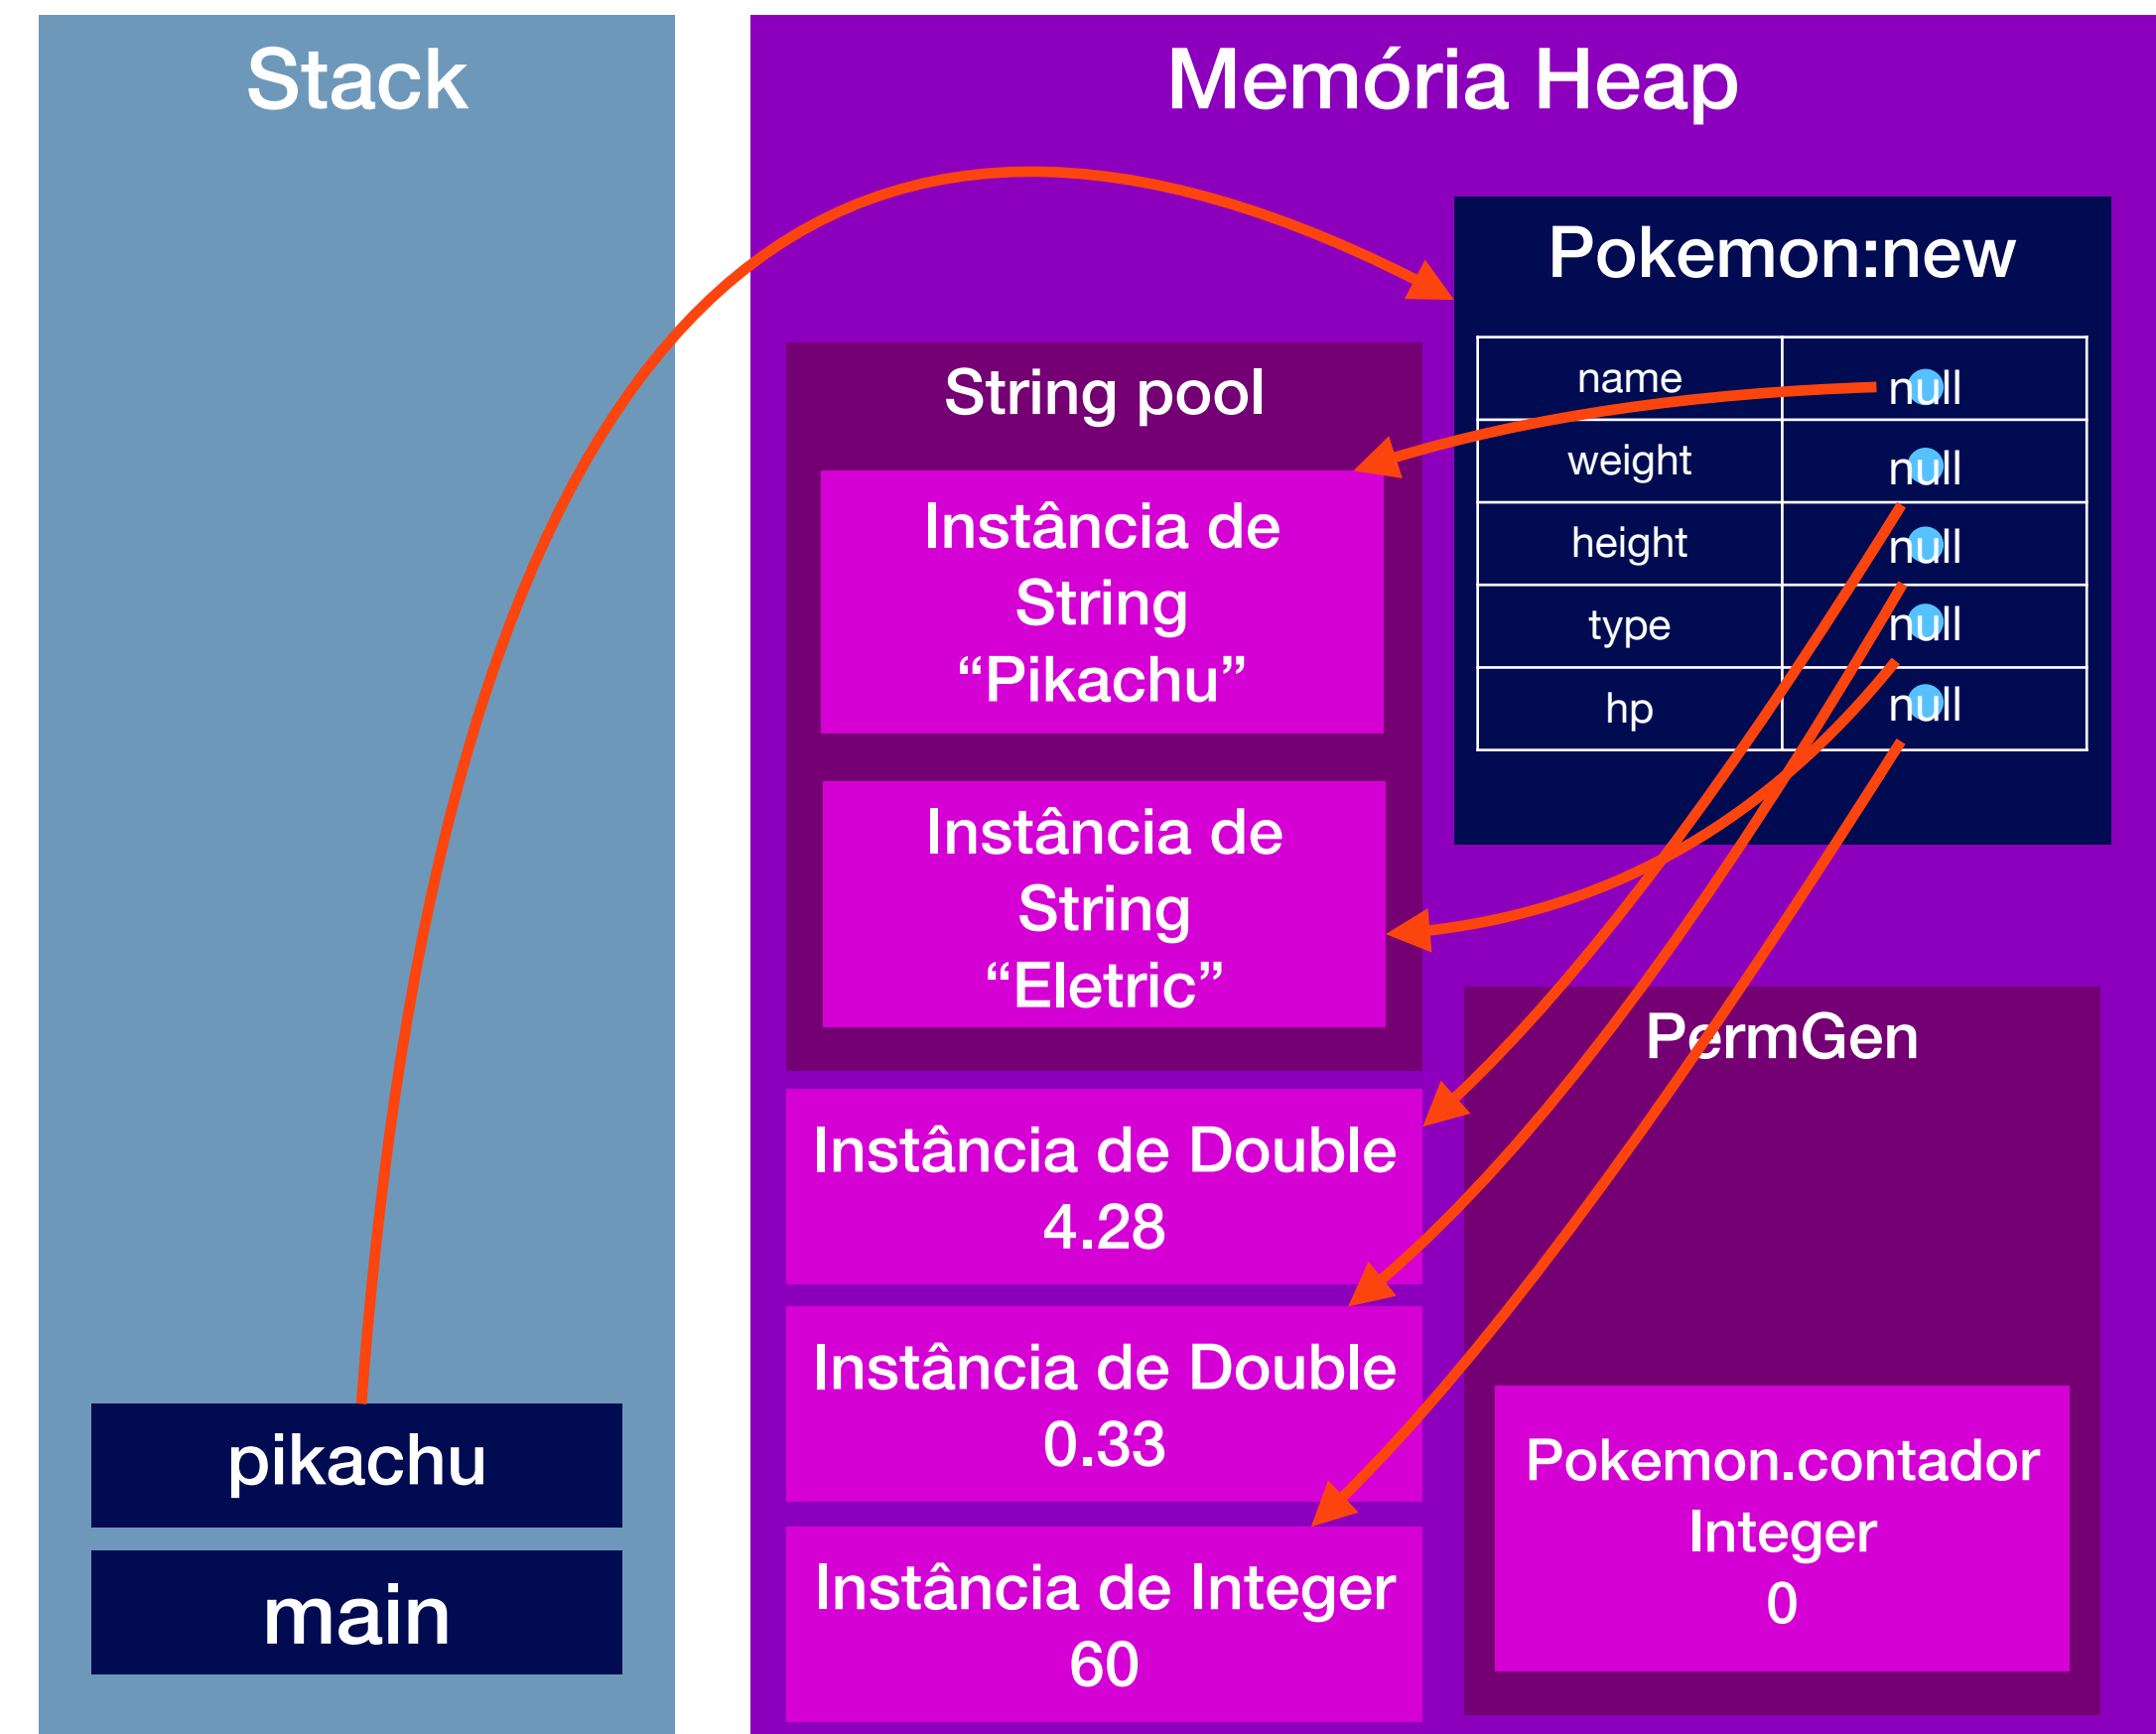 Stack
pikachu
main
Memória Heap
String pool
Instância de
String
“Pikachu”
Instância de
String
“Eletric”
Instância de Double
4.28
Instância de Double
0.33
Instância de Integer
60
Pokemon:new
name null
weight null
height null
type null
hp null
PermGen
Pokemon.contador
Integer
0